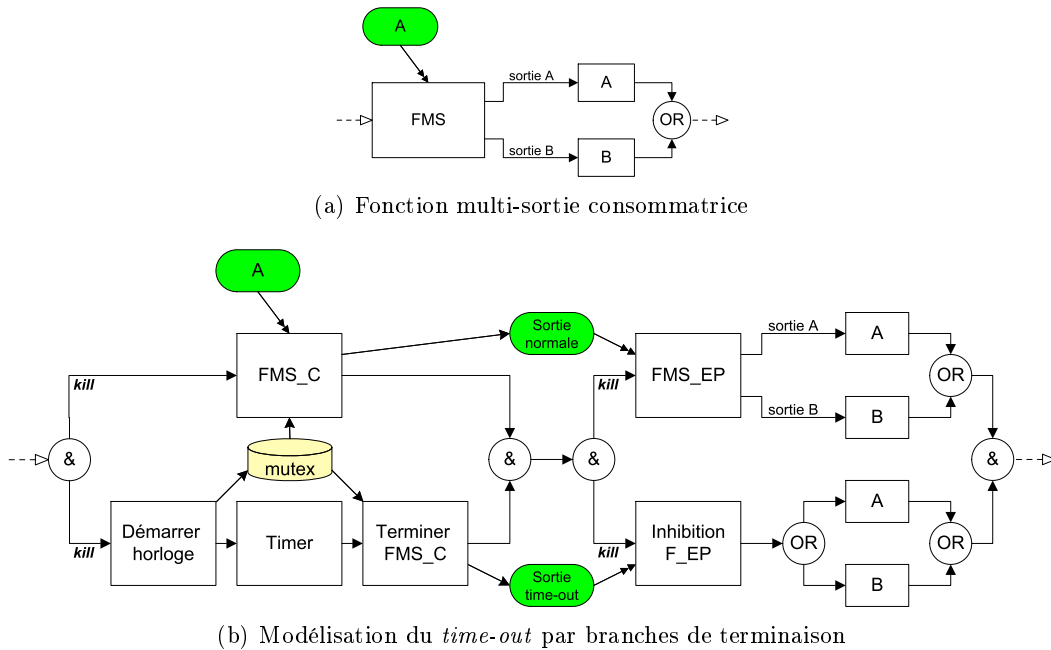 A
FMS
sortie A
A
sortie B
B
OR
(a) Fonction multi-sortie consommatrice
A
FMS_C
Sortie
normale
FMS_EP
sortie A
A
sortie B
B
OR
kill
kill
&
mutex
&
&
&
kill
kill
Démarrer
horloge
Timer
Terminer
FMS_C
Sortie
time-out
Inhibition
F_EP
OR
A
B
OR
(b) Modélisation du time-out par branches de terminaison